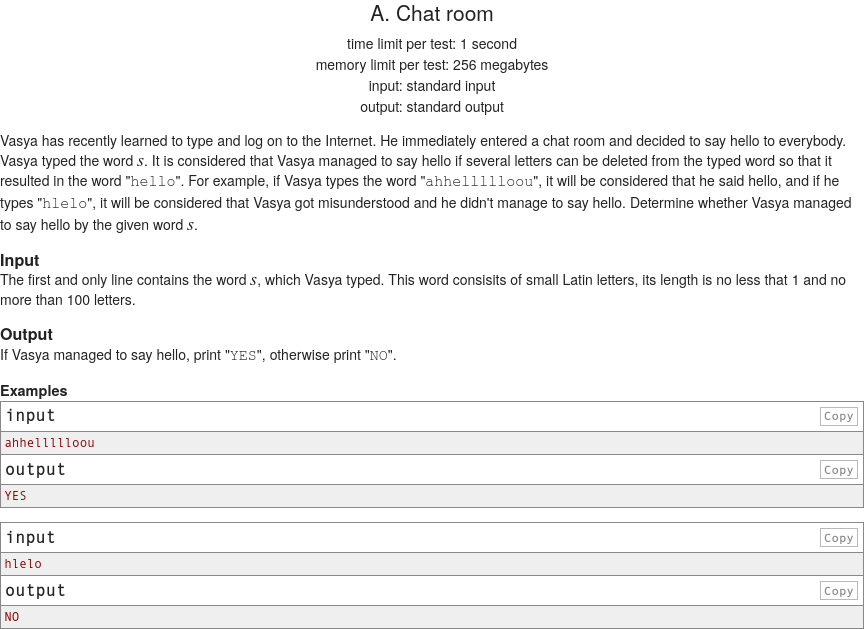 A. Chat room
time limit per test: 1 second
memory limit per test: 256 megabytes
input: standard input
output: standard output
Vasya has recently learned to type and log on to the Internet. He immediately entered a chat room and decided to say hello to everybody.
Vasya typed the word s. It is considered that Vasya managed to say hello if several letters can be deleted from the typed word so that it
resulted in the word "hello". For example, if Vasya types the word "ahhellllloou", it will be considered that he said hello, and if he
types "hlelo", it will be considered that Vasya got misunderstood and he didn't manage to say hello. Determine whether Vasya managed
to say hello by the given word s.
Input
The first and only line contains the word s, which Vasya typed. This word consisits of small Latin letters, its length is no less that 1 and no
more than 100 letters.
Output
If Vasya managed to say hello, print "YES", otherwise print "NO".
Examples
input
Copy
ahhellllloou
output
Copy
YES
input
Copy
hlelo
output
Copy
NO